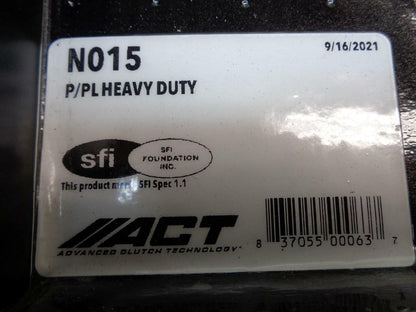 N015
9/16/2021
P/PL HEAVY DUTY
sfi
SFI
FOUNDATION
INC.
This product SFI Spec 1.1
ACT
ADVANCED CLUTCH TECHNOLOGY
8 37055 00063 7